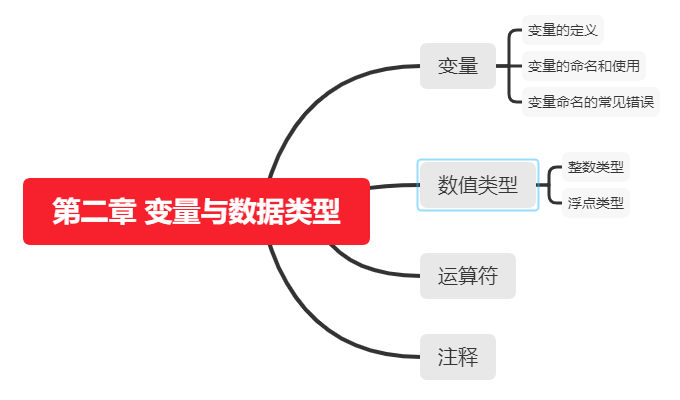 第二章 变量与数据类型
变量
变量的定义
变量的命名和使用
变量命名的常见错误
数值类型
整数类型
浮点类型
运算符
注释